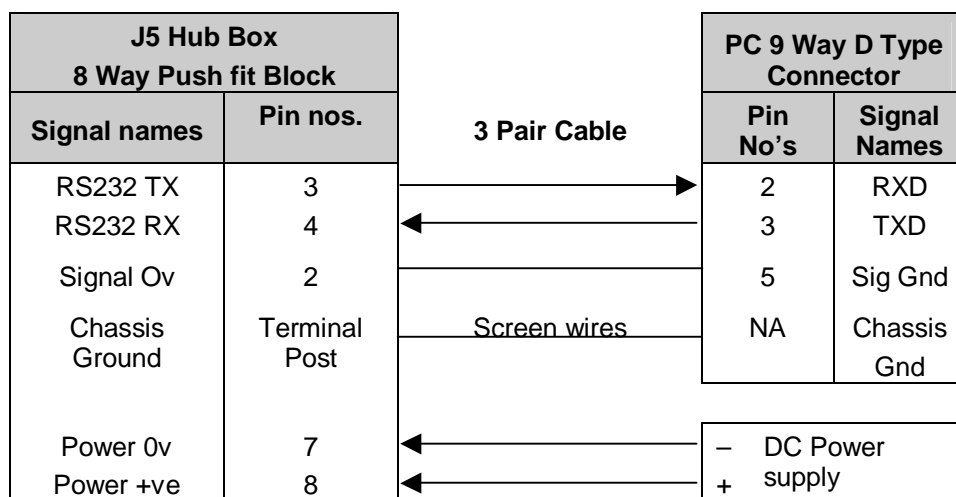 J5 Hub Box
8 Way Push fit Block
Signal names
Pin nos.
RS232 TX
3
RS232 RX
4
Signal Ov
2
Chassis
Ground
Terminal
Post
Power 0v
7
Power +ve
8
3 Pair Cable
Screen wires
PC 9 Way D Type
Connector
Pin
No’s
Signal
Names
2
RXD
3
TXD
5
Sig Gnd
NA
Chassis
Gnd
– DC Power
+ supply